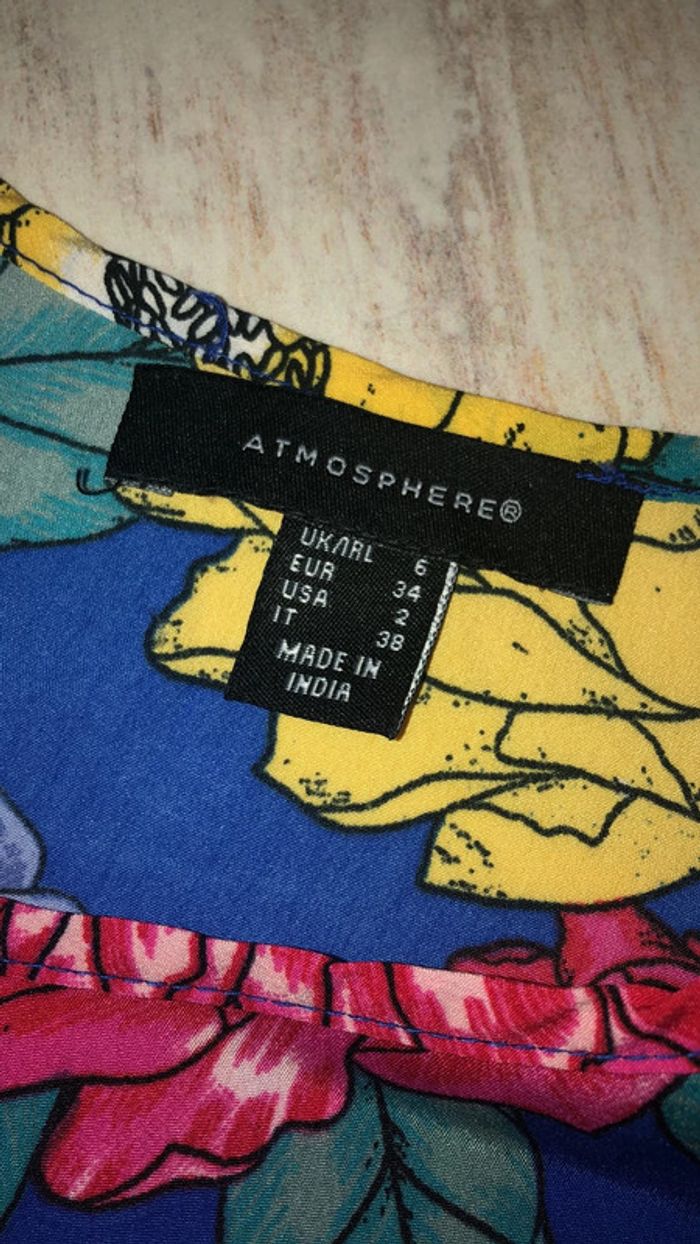 ATMOSPHERE®
UK/IRL 6
EUR 34
USA 2
IT 38
MADE IN
INDIA